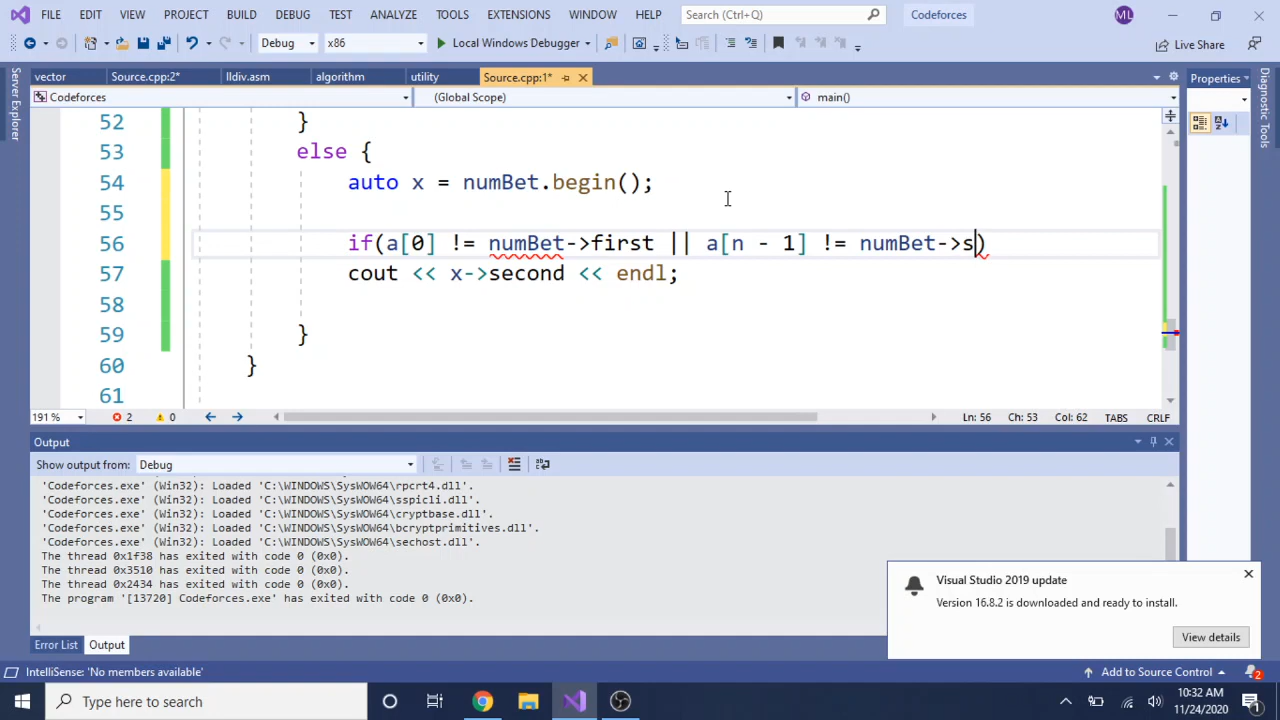 FILE EDIT VIEW PROJECT BUILD DEBUG TEST ANALYZE TOOLS EXTENSIONS WINDOW HELP Search (Ctrl+Q) Codeforces ML
Debug x86 Local Windows Debugger Live Share
vector Source.cpp:2* lldiv.asm algorithm utility Source.cpp:1* Properties
Codeforces (Global Scope) main()
Server Explorer
Diagnostic Tools
52 }
53 else {
54 auto x = numBet.begin();
55
56 if(a[0] != numBet->first || a[n - 1] != numBet->s)
57 cout << x->second << endl;
58
59 }
60 }
61
191 % 2 0 Ln: 56 Ch: 53 Col: 62 TABS CRLF
Output
Show output from: Debug
'Codeforces.exe' (Win32): Loaded 'C:\WINDOWS\SysWOW64\rpcrt4.dll'.
'Codeforces.exe' (Win32): Loaded 'C:\WINDOWS\SysWOW64\sspicli.dll'.
'Codeforces.exe' (Win32): Loaded 'C:\WINDOWS\SysWOW64\cryptbase.dll'.
'Codeforces.exe' (Win32): Loaded 'C:\WINDOWS\SysWOW64\bcryptprimitives.dll'.
'Codeforces.exe' (Win32): Loaded 'C:\WINDOWS\SysWOW64\sechost.dll'.
The thread 0x1f38 has exited with code 0 (0x0).
The thread 0x3510 has exited with code 0 (0x0).
The thread 0x2434 has exited with code 0 (0x0).
The program '[13720] Codeforces.exe' has exited with code 0 (0x0).
Visual Studio 2019 update
Version 16.8.2 is downloaded and ready to install.
View details
Error List Output
IntelliSense: 'No members available' Add to Source Control 2
Type here to search 10:32 AM
11/24/2020 1